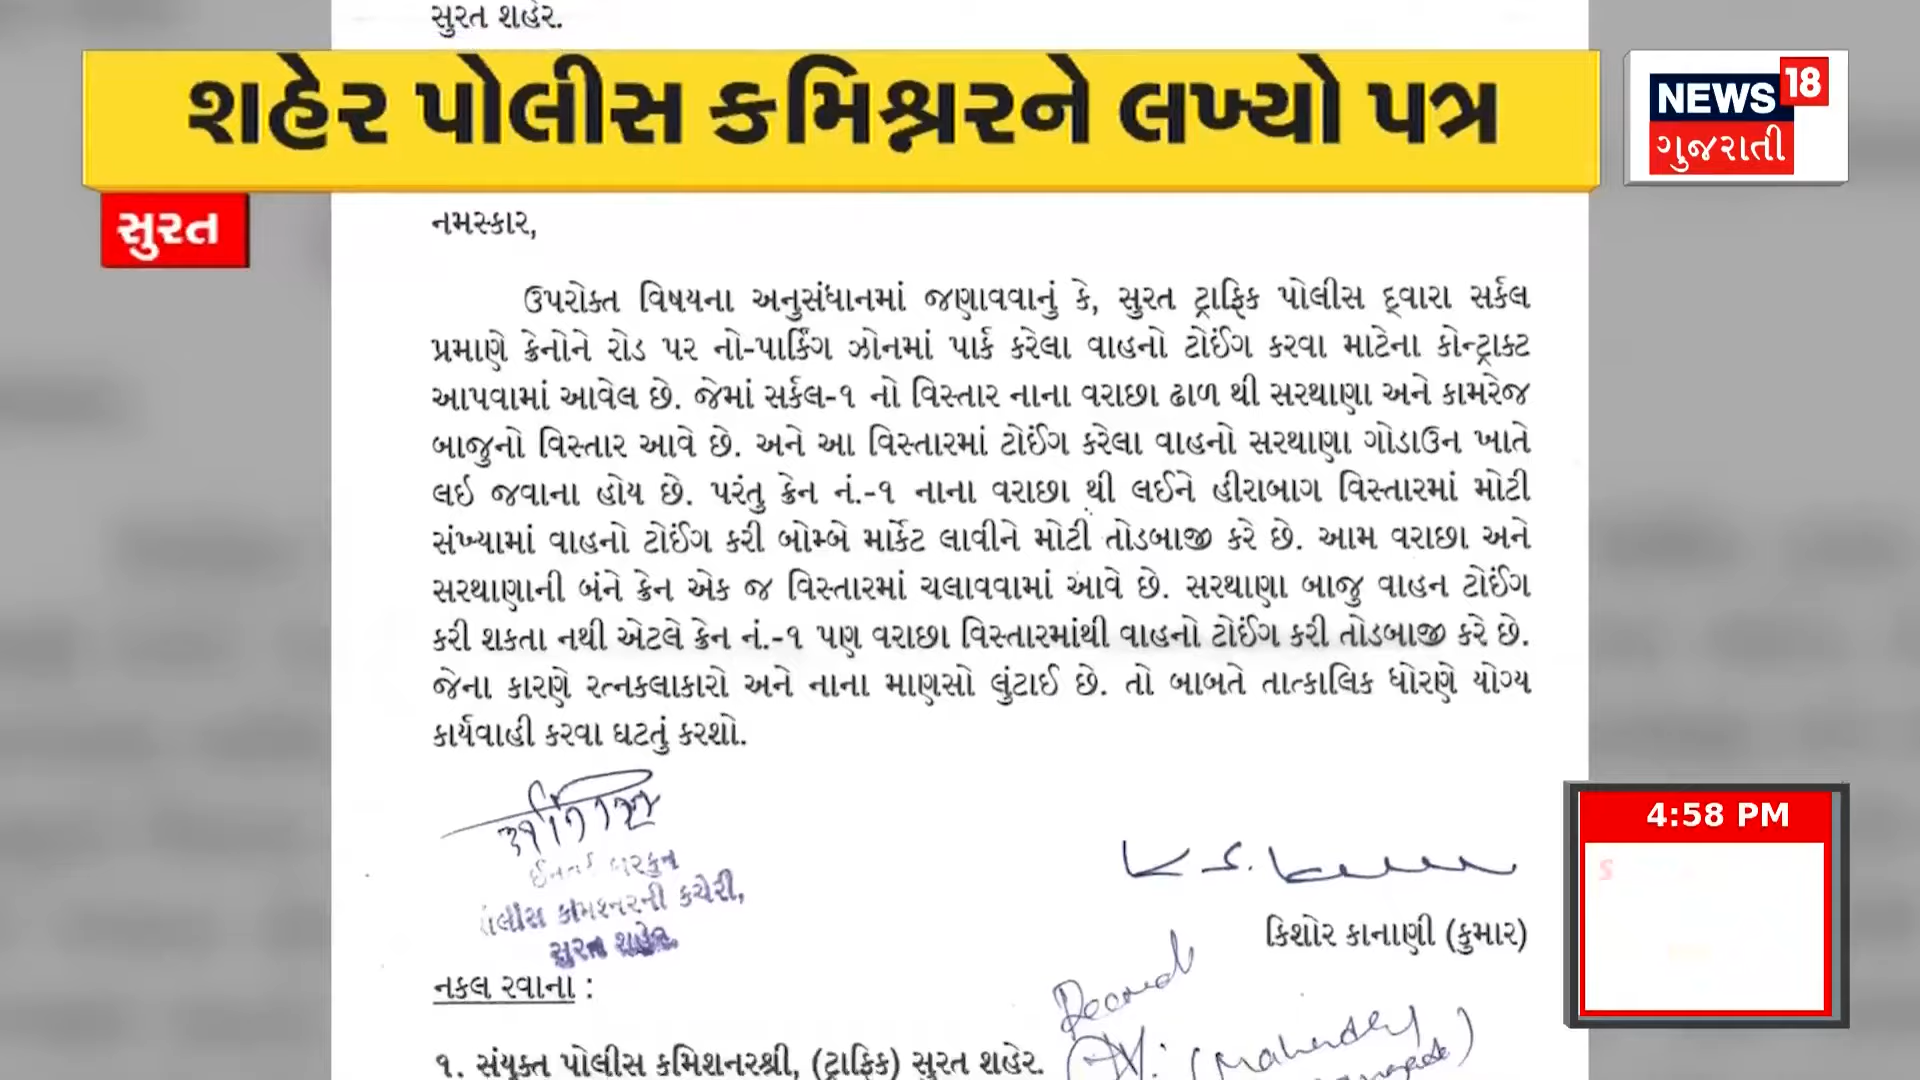 સુરત શહેર.
શહેર પોલીસ કમિશ્નરને લખ્યો પત્ર
NEWS 18
ગુજરાતી
સુરત
નમસ્કાર,
ઉપરોક્ત વિષયના અનુસંધાનમાં જણાવવાનું કે, સુરત ટ્રાફિક પોલીસ દ્વારા સર્કલ
પ્રમાણે ક્રેનોને રોડ પર નો-પાર્કિંગ ઝોનમાં પાર્ક કરેલા વાહનો ટોઈંગ કરવા માટેના કોન્ટ્રાક્ટ
આપવામાં આવેલ છે. જેમાં સર્કલ-૧ નો વિસ્તાર નાના વરાછા ઢાળ થી સરથાણા અને કામરેજ
બાજુનો વિસ્તાર આવે છે. અને આ વિસ્તારમાં ટોઈંગ કરેલા વાહનો સરથાણા ગોડાઉન ખાતે
લઇ જવાના હોય છે. પરંતુ ક્રેન નં.-૧ નાના વરાછા થી લઈને હીરાબાગ વિસ્તારમાં મોટી
સંખ્યામાં વાહનો ટોઈંગ કરી બોમ્બે માર્કેટ લાવીને મોટી તોડબાજી કરે છે. આમ વરાછા અને
સરથાણાની બંને ક્રેન એક જ વિસ્તારમાં ચલાવવામાં આવે છે. સરથાણા બાજુ વાહન ટોઈંગ
કરી શકતા નથી એટલે ક્રેન નં.-૧ પણ વરાછા વિસ્તારમાંથી વાહનો ટોઈંગ કરી તોડબાજી કરે છે.
જેના કારણે રત્નકલાકારો અને નાના માણસો લુંટાઈ છે. તો બાબતે તાત્કાલિક ધોરણે યોગ્ય
કાર્યવાહી કરવા ઘટતું કરશો.
4:58 PM
કચેરી,
સુરત શહેર.
કિશોર કાનાણી (કુમાર)
નકલ રવાના :
૧. સંયુક્ત પોલીસ કમિશનરશ્રી, (ટ્રાફિક) સુરત શહેર.